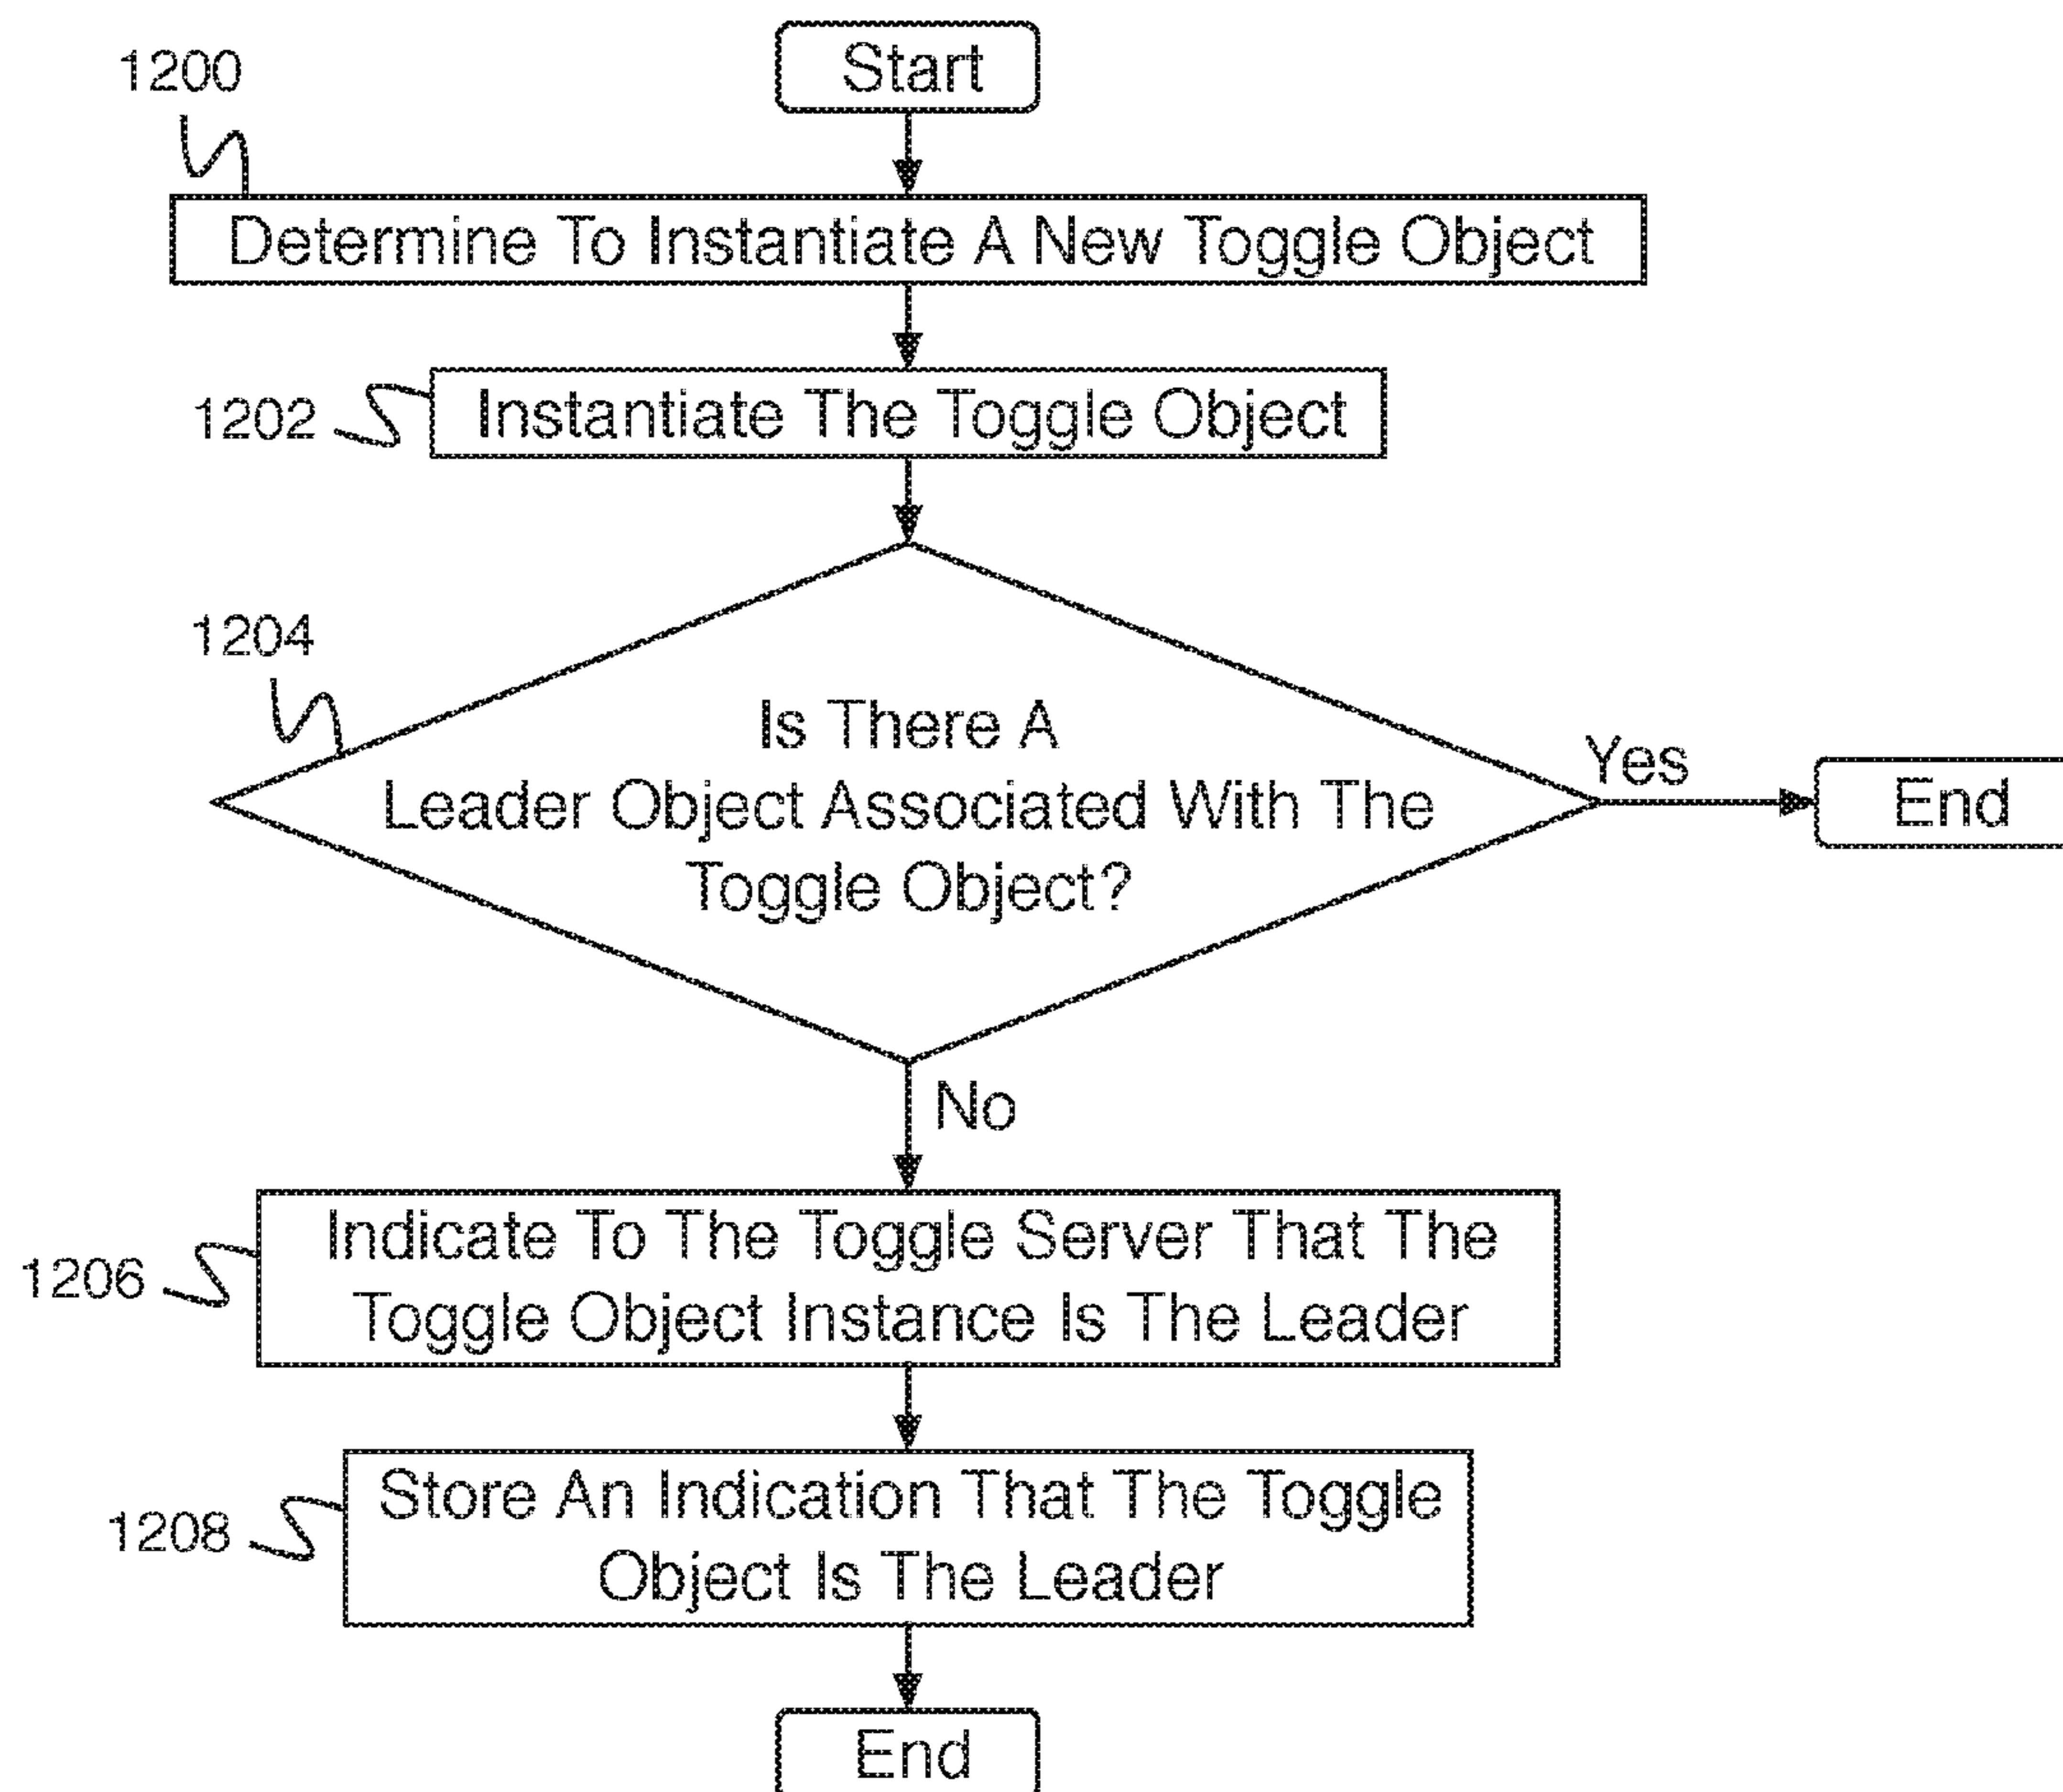 Start
1200
Determine To Instantiate A New Toggle Object
1202
Instantiate The Toggle Object
1204
Is There A
Leader Object Associated With The
Toggle Object?
Yes
End
No
1206
Indicate To The Toggle Server That The
Toggle Object Instance Is The Leader
1208
Store An Indication That The Toggle
Object Is The Leader
End